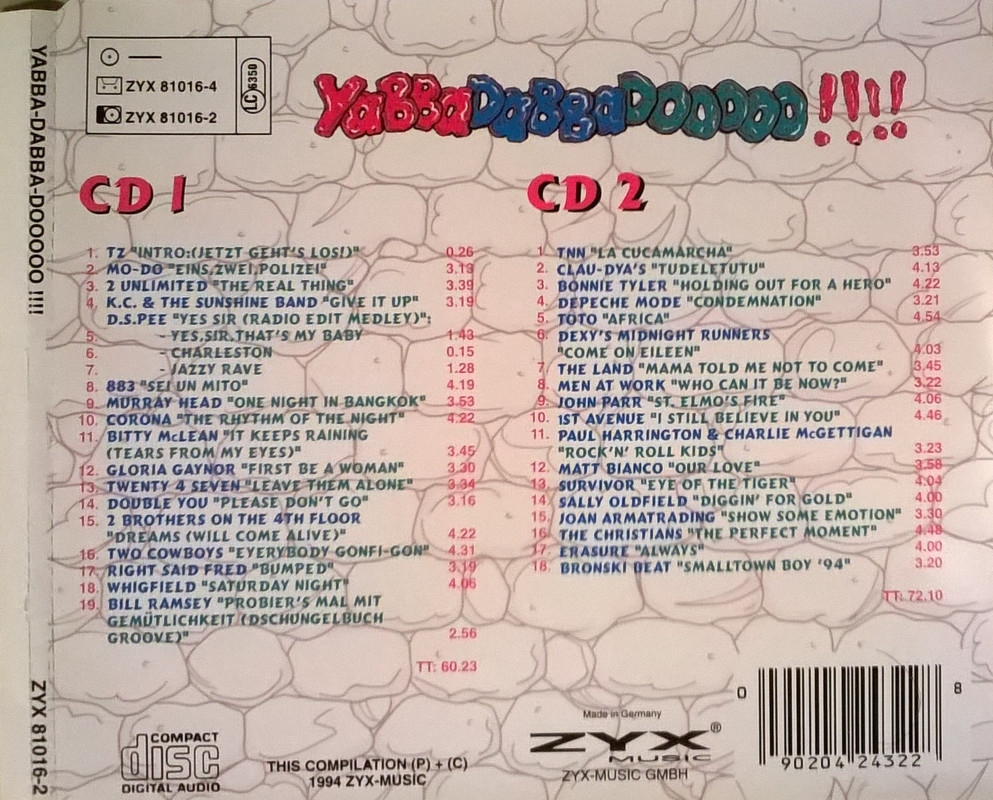 YABBA-DABBA-DOOOOO !!!!
ZYX 81016-2
ZYX 81016-4
ZYX 81016-2
LC 6350
YABBADABBADOOOOO!!!!
CD 1
1. TZ "INTRO:(JETZT GEHT'S LOS!)" 0.26
2. MO-DO "EINS,ZWEI,POLIZEI" 3.19
3. 2 UNLIMITED "THE REAL THING" 3.39
4. K.C. & THE SUNSHINE BAND "GIVE IT UP" 3.19
D.S.PEE "YES SIR (RADIO EDIT MEDLEY)":
5. - YES,SIR,THAT'S MY BABY 1.43
6. - CHARLESTON 0.15
7. - JAZZY RAVE 1.28
8. 883 "SEI UN MITO" 4.19
9. MURRAY HEAD "ONE NIGHT IN BANGKOK" 3.53
10. CORONA "THE RHYTHM OF THE NIGHT" 4.22
11. BITTY McLEAN "IT KEEPS RAINING
(TEARS FROM MY EYES)" 3.45
12. GLORIA GAYNOR "FIRST BE A WOMAN" 3.30
13. TWENTY 4 SEVEN "LEAVE THEM ALONE" 3.34
14. DOUBLE YOU "PLEASE DON'T GO" 3.16
15. 2 BROTHERS ON THE 4TH FLOOR
"DREAMS (WILL COME ALIVE)" 4.22
16. TWO COWBOYS "EYERYBODY GONFI-GON" 4.31
17. RIGHT SAID FRED "BUMPED" 3.19
18. WHIGFIELD "SATURDAY NIGHT" 4.06
19. BILL RAMSEY "PROBIER'S MAL MIT
GEMÜTLICHKEIT (DSCHUNGELBUCH
GROOVE)" 2.56
TT: 60.23
CD 2
1. TNN "LA CUCAMARCHA" 3.53
2. CLAU-DYA'S "TUDELETUTU" 4.13
3. BONNIE TYLER "HOLDING OUT FOR A HERO" 4.22
4. DEPECHE MODE "CONDEMNATION" 3.21
5. TOTO "AFRICA" 4.54
6. DEXY'S MIDNIGHT RUNNERS
"COME ON EILEEN" 4.03
7. THE LAND "MAMA TOLD ME NOT TO COME" 3.45
8. MEN AT WORK "WHO CAN IT BE NOW?" 3.22
9. JOHN PARR "ST. ELMO'S FIRE" 4.06
10. 1ST AVENUE "I STILL BELIEVE IN YOU" 4.46
11. PAUL HARRINGTON & CHARLIE McGETTIGAN
"ROCK'N' ROLL KIDS" 3.23
12. MATT BIANCO "OUR LOVE" 3.58
13. SURVIVOR "EYE OF THE TIGER" 4.04
14. SALLY OLDFIELD "DIGGIN' FOR GOLD" 4.00
15. JOAN ARMATRADING "SHOW SOME EMOTION" 3.30
16. THE CHRISTIANS "THE PERFECT MOMENT" 4.48
17. ERASURE "ALWAYS" 4.00
18. BRONSKI BEAT "SMALLTOWN BOY '94" 3.20
TT: 72.10
COMPACT
disc
DIGITAL AUDIO
THIS COMPILATION (P) + (C)
1994 ZYX-MUSIC
Made in Germany
ZYX®
MUSIC
ZYX-MUSIC GMBH
0 90204 24322 8